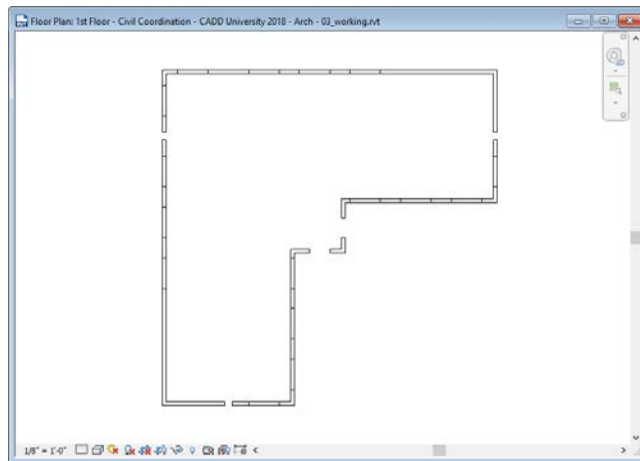 Floor Plan: 1st Floor - Civil Coordination - CADD University 2018 - Arch - 03_working.rvt
1/8" = 1'-0"